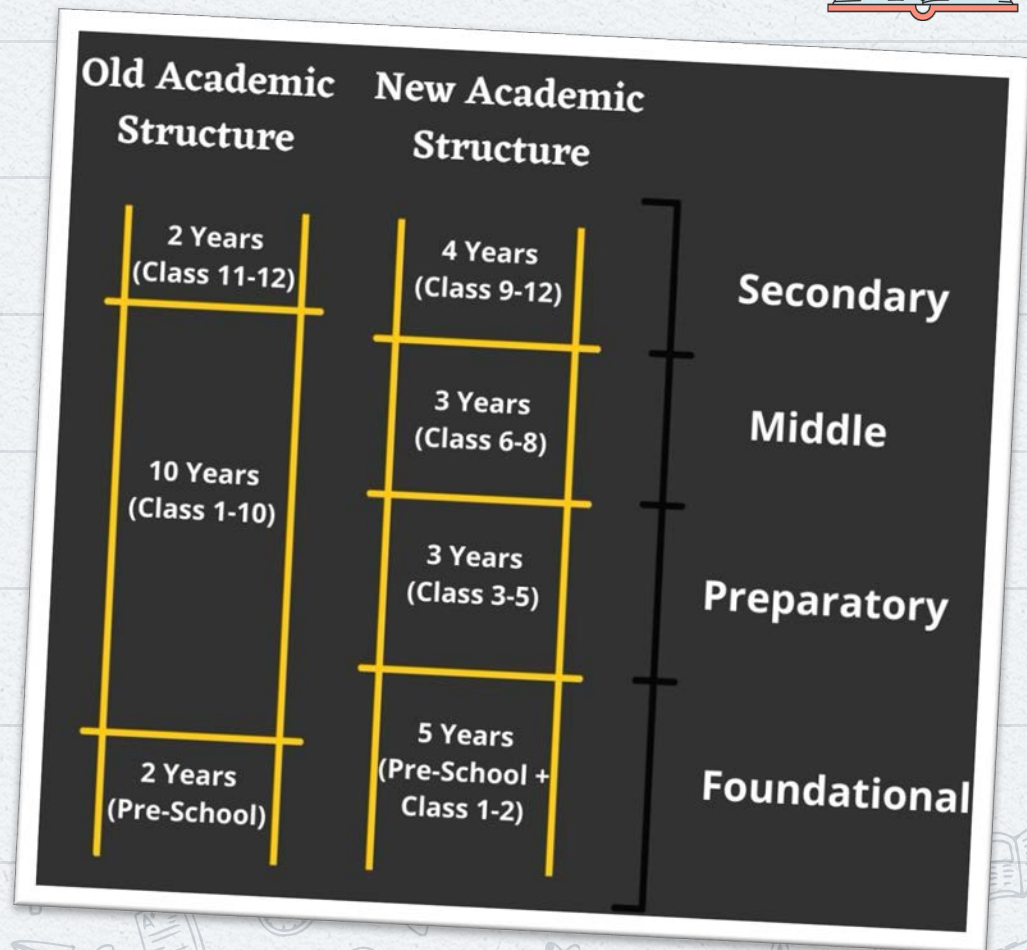 Old Academic
Structure
New Academic
Structure
2 Years
(Class 11-12)
10 Years
(Class 1-10)
2 Years
(Pre-School)
4 Years
(Class 9-12)
3 Years
(Class 6-8)
3 Years
(Class 3-5)
5 Years
(Pre-School +
Class 1-2)
Secondary
Middle
Preparatory
Foundational